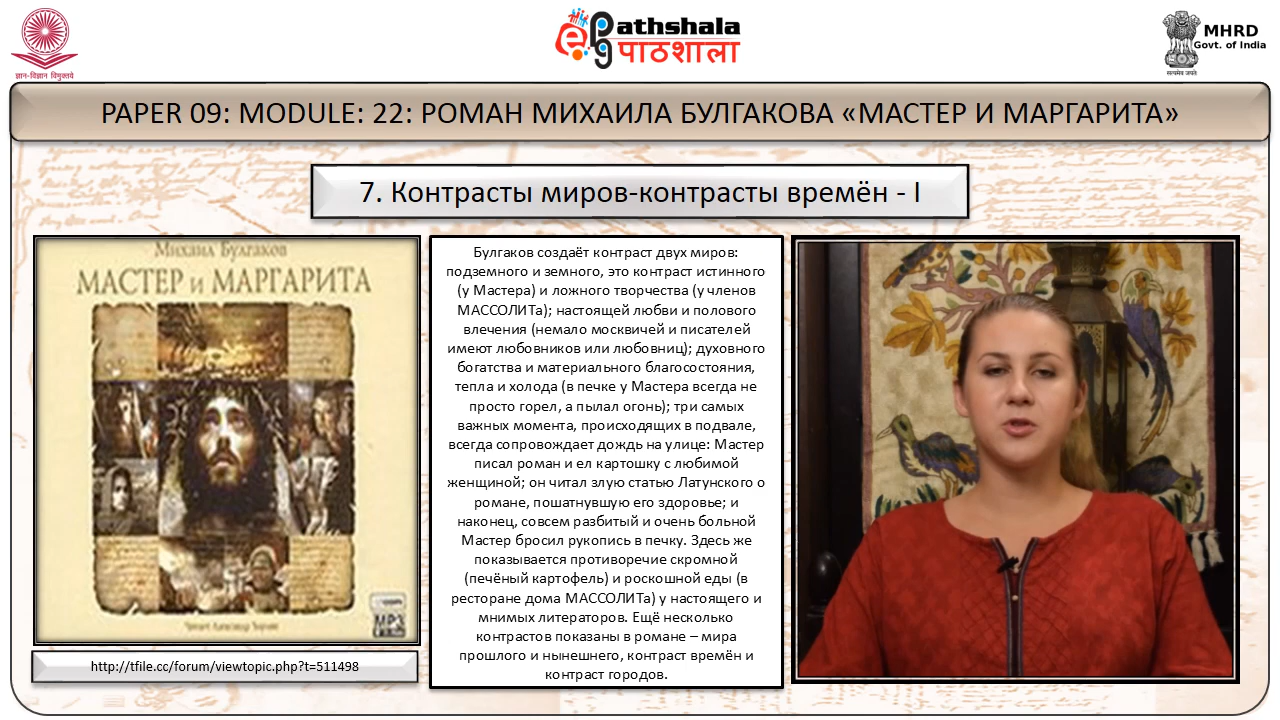 ज्ञान-विज्ञान विमुक्तये
ePathshala
पाठशाला
MHRD
Govt. of India
सत्यमेव जयते
PAPER 09: MODULE: 22: РОМАН МИХАИЛА БУЛГАКОВА «МАСТЕР И МАРГАРИТА»
7. Контрасты миров-контрасты времён - I
Михаил Булгаков
МАСТЕР и МАРГАРИТА
MP3
http://tfile.cc/forum/viewtopic.php?t=511498
Булгаков создаёт контраст двух миров:
подземного и земного, это контраст истинного
(у Мастера) и ложного творчества (у членов
МАССОЛИТа); настоящей любви и полового
влечения (немало москвичей и писателей
имеют любовников или любовниц); духовного
богатства и материального благосостояния,
тепла и холода (в печке у Мастера всегда не
просто горел, а пылал огонь); три самых
важных момента, происходящих в подвале,
всегда сопровождает дождь на улице: Мастер
писал роман и ел картошку с любимой
женщиной; он читал злую статью Латунского о
романе, пошатнувшую его здоровье; и
наконец, совсем разбитый и очень больной
Мастер бросил рукопись в печку. Здесь же
показывается противоречие скромной
(печёный картофель) и роскошной еды (в
ресторане дома МАССОЛИТа) у настоящего и
мнимых литераторов. Ещё несколько
контрастов показаны в романе – мира
прошлого и нынешнего, контраст времён и
контраст городов.